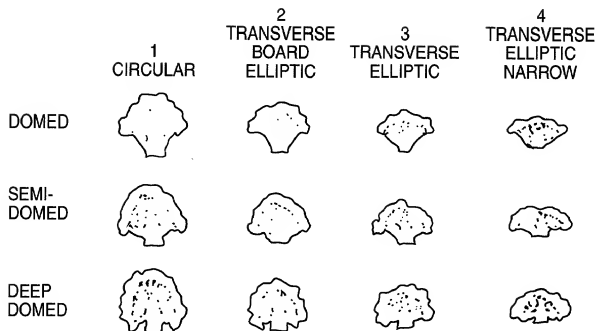 1
CIRCULAR
2
TRANSVERSE
BOARD
ELLIPTIC
3
TRANSVERSE
ELLIPTIC
4
TRANSVERSE
ELLIPTIC
NARROW
DOMED
SEMI-
DOMED
DEEP
DOMED